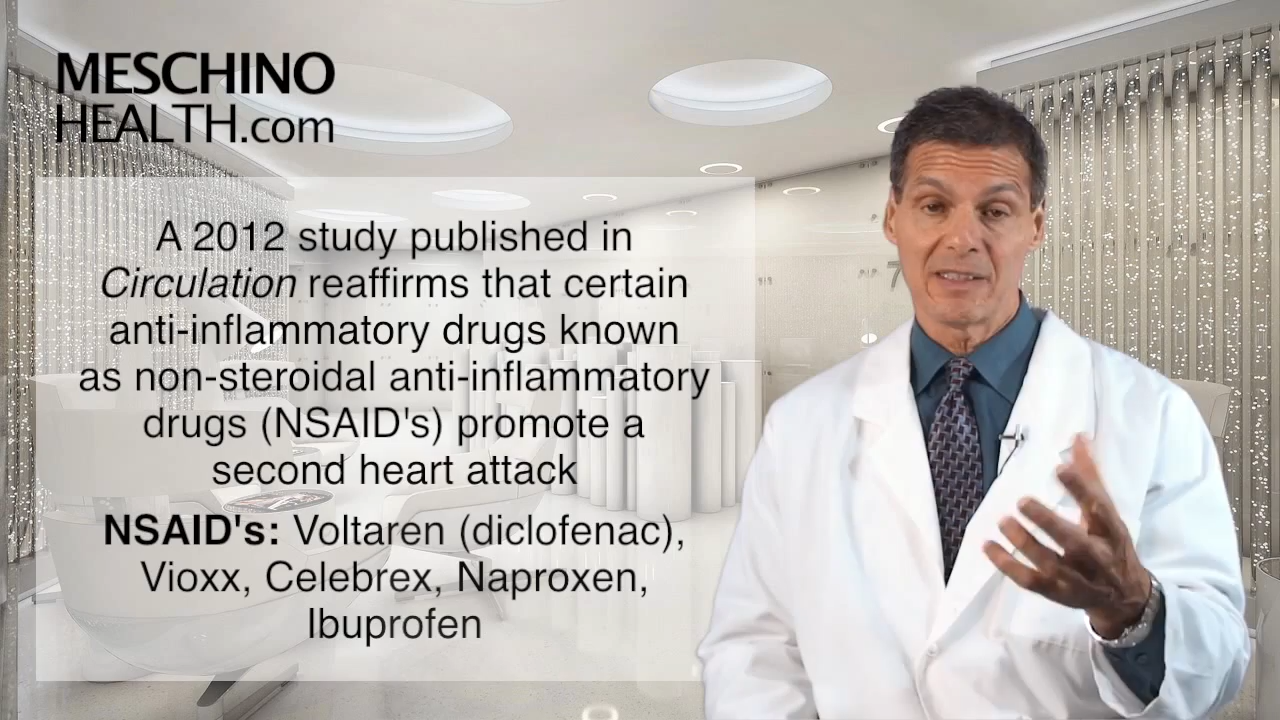 MESCHINO
HEALTH.com
A 2012 study published in
Circulation reaffirms that certain
anti-inflammatory drugs known
as non-steroidal anti-inflammatory
drugs (NSAID's) promote a
second heart attack
NSAID's: Voltaren (diclofenac),
Vioxx, Celebrex, Naproxen,
Ibuprofen
7